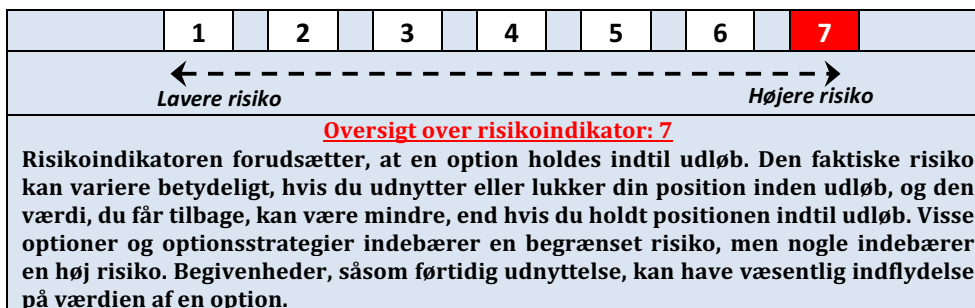 1 2 3 4 5 6 7
Lavere risiko Højere risiko
Oversigt over risikoindikator: 7
Risikoindikatoren forudsætter, at en option holdes indtil udløb. Den faktiske risiko
kan variere betydeligt, hvis du udnytter eller lukker din position inden udløb, og den
værdi, du får tilbage, kan være mindre, end hvis du holdt positionen indtil udløb. Visse
optioner og optionsstrategier indebærer en begrænset risiko, men nogle indebærer
en høj risiko. Begivenheder, såsom førtidig udnyttelse, kan have væsentlig indflydelse
på værdien af en option.